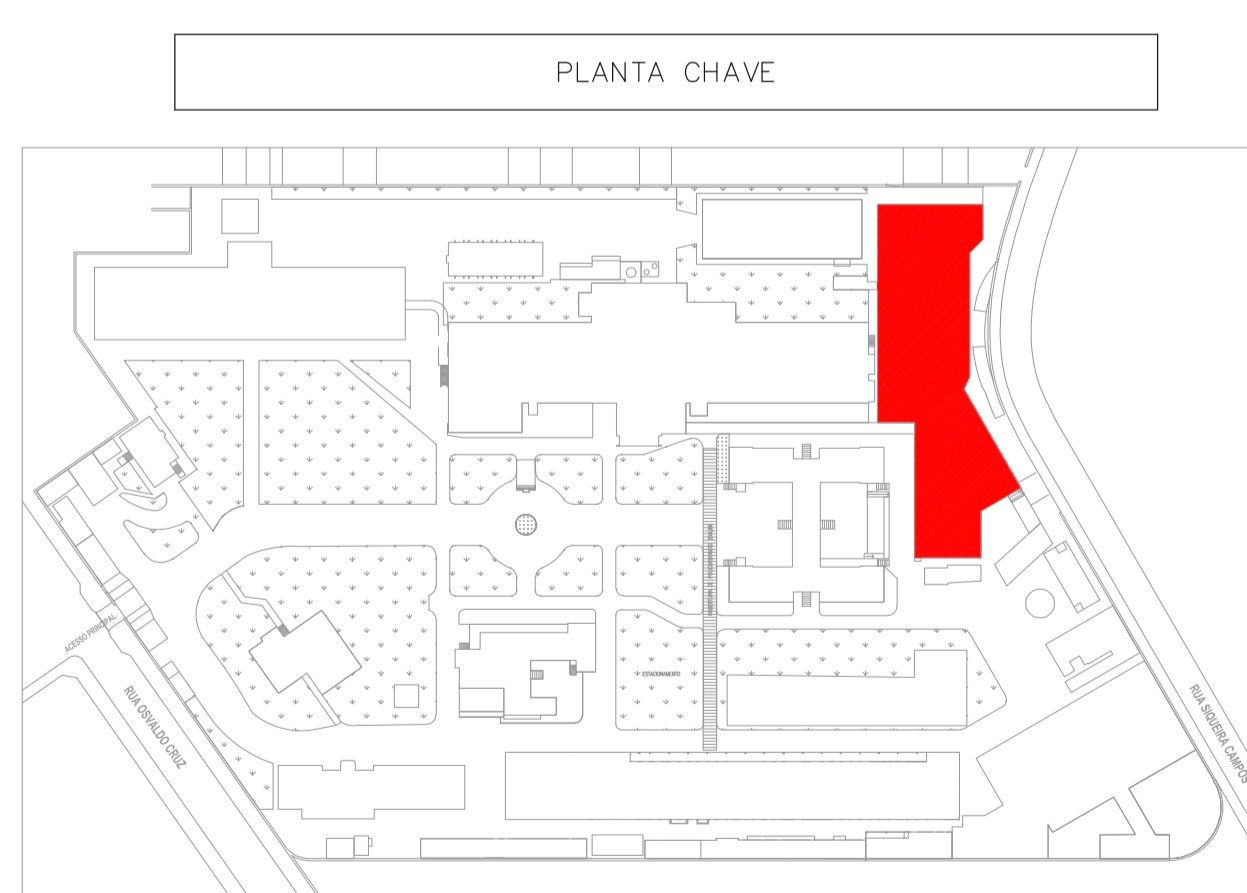 PLANTA CHAVE
ACESSO PRINCIPAL
RUA OSVALDO CRUZ
ESTACIONAMENTO
RUA SIQUEIRA CAMPOS